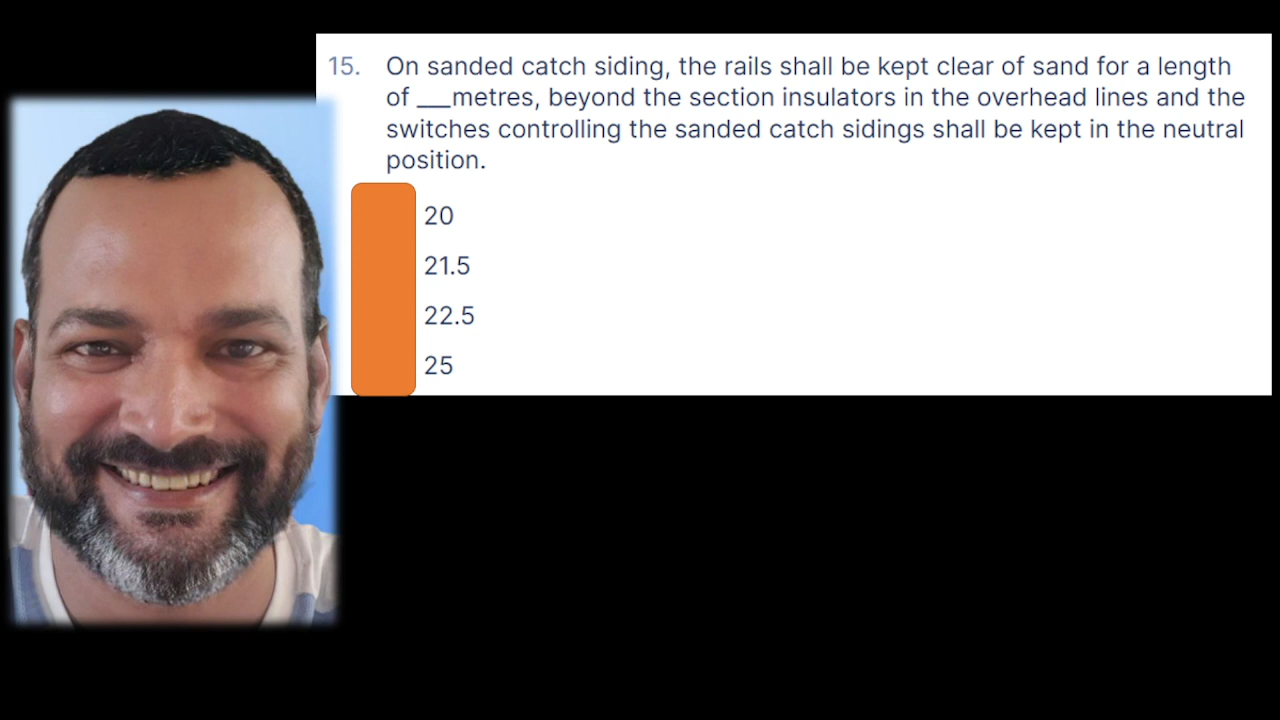 15. On sanded catch siding, the rails shall be kept clear of sand for a length
of ___metres, beyond the section insulators in the overhead lines and the
switches controlling the sanded catch sidings shall be kept in the neutral
position.
20
21.5
22.5
25